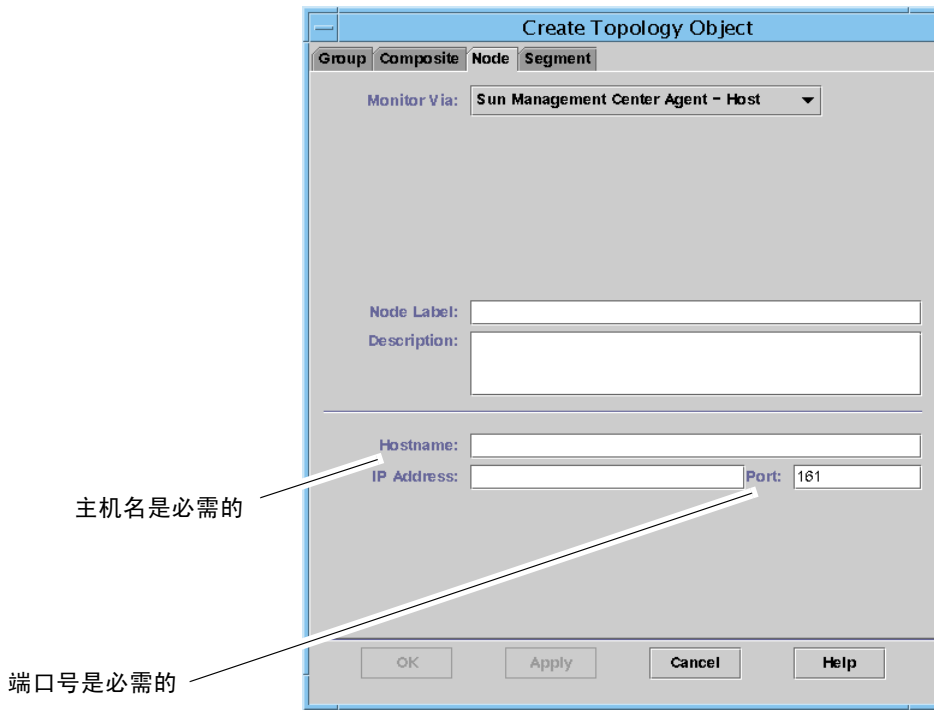 Create Topology Object
Group Composite Node Segment
Monitor Via: Sun Management Center Agent - Host
Node Label:
Description:
Hostname:
IP Address: Port: 161
主机名是必需的
OK Apply Cancel Help
端口号是必需的